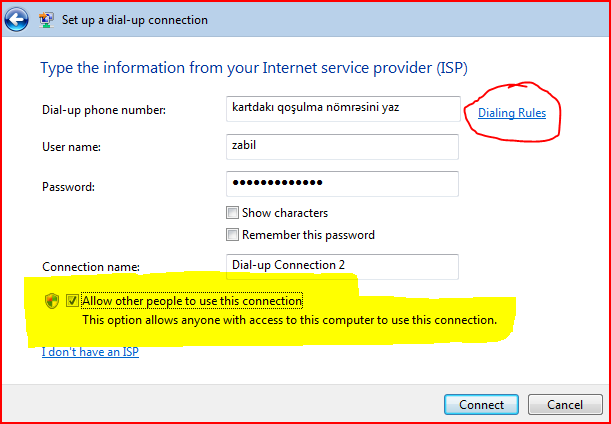 Set up a dial-up connection
Type the information from your Internet service provider (ISP)
Dial-up phone number:
kartdakı qoşulma nömrəsini yaz
Dialing Rules
User name:
zabil
Password:
•••••••••••••
Show characters
Remember this password
Connection name:
Dial-up Connection 2
Allow other people to use this connection
This option allows anyone with access to this computer to use this connection.
I don't have an ISP
Connect
Cancel